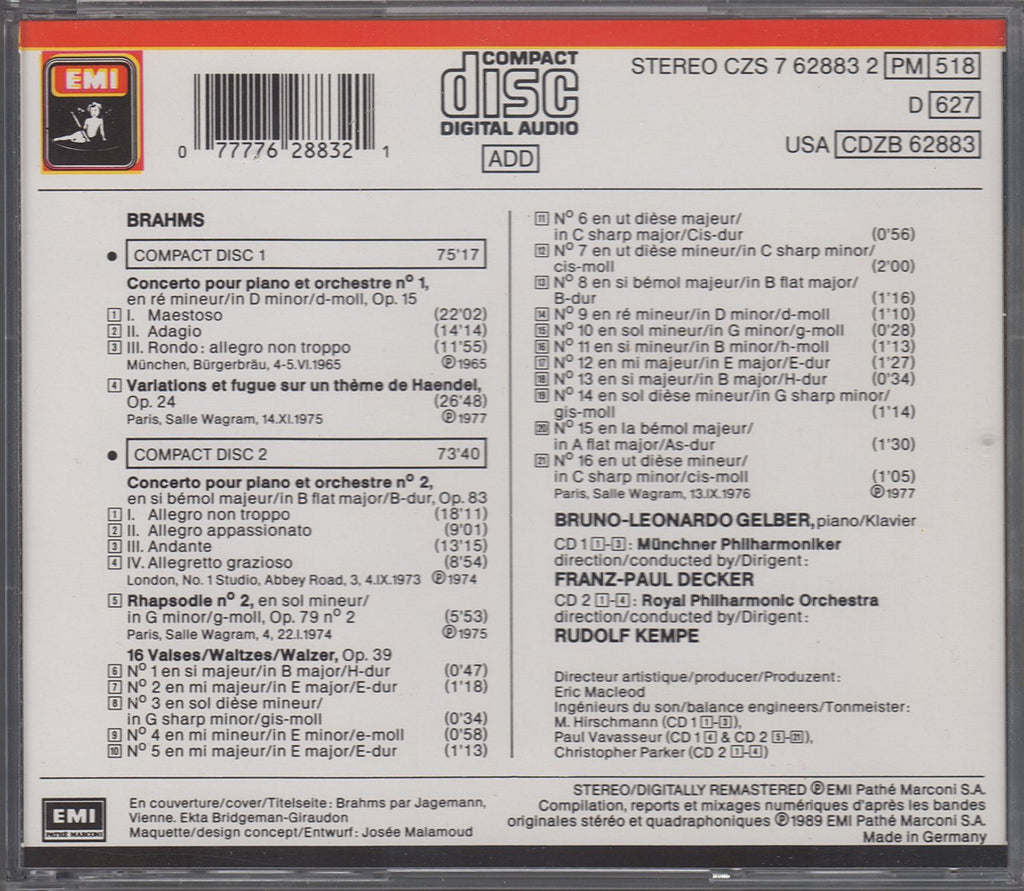 EMI
0 77776 28832 1
COMPACT
disc
DIGITAL AUDIO
ADD
STEREO CZS 7 62883 2 PM 518
D 627
USA CDZB 62883
BRAHMS
● COMPACT DISC 1 75'17
Concerto pour piano et orchestre nº 1,
en ré mineur/in D minor/d-moll, Op. 15
1 I. Maestoso (22'02)
2 II. Adagio (14'14)
3 III. Rondo: allegro non troppo (11'55)
München, Bürgerbräu, 4-5.VI.1965 ℗1965
4 Variations et fugue sur un thème de Haendel,
Op. 24 (26'48)
Paris, Salle Wagram, 14.XI.1975 ℗1977
● COMPACT DISC 2 73'40
Concerto pour piano et orchestre nº 2,
en si bémol majeur/in B flat major/B-dur, Op. 83
1 I. Allegro non troppo (18'11)
2 II. Allegro appassionato (9'01)
3 III. Andante (13'15)
4 IV. Allegretto grazioso (8'54)
London, No. 1 Studio, Abbey Road, 3, 4.IX.1973 ℗1974
5 Rhapsodie nº 2, en sol mineur/
in G minor/g-moll, Op. 79 nº 2 (5'53)
Paris, Salle Wagram, 4, 22.I.1974 ℗1975
16 Valses/Waltzes/Walzer, Op. 39
6 Nº 1 en si majeur/in B major/H-dur (0'47)
7 Nº 2 en mi majeur/in E major/E-dur (1'18)
8 Nº 3 en sol dièse mineur/
in G sharp minor/gis-moll (0'34)
9 Nº 4 en mi mineur/in E minor/e-moll (0'58)
10 Nº 5 en mi majeur/in E major/E-dur (1'13)
11 Nº 6 en ut dièse majeur/
in C sharp major/Cis-dur (0'56)
12 Nº 7 en ut dièse mineur/in C sharp minor/
cis-moll (2'00)
13 Nº 8 en si bémol majeur/in B flat major/
B-dur (1'16)
14 Nº 9 en ré mineur/in D minor/d-moll (1'10)
15 Nº 10 en sol mineur/in G minor/g-moll (0'28)
16 Nº 11 en si mineur/in B minor/h-moll (1'13)
17 Nº 12 en mi majeur/in E major/E-dur (1'27)
18 Nº 13 en si majeur/in B major/H-dur (0'34)
19 Nº 14 en sol dièse mineur/in G sharp minor/
gis-moll (1'14)
20 Nº 15 en la bémol majeur/
in A flat major/As-dur (1'30)
21 Nº 16 en ut dièse mineur/
in C sharp minor/cis-moll (1'05)
Paris, Salle Wagram, 13.IX.1976 ℗1977
BRUNO-LEONARDO GELBER, piano/Klavier
CD 1 1-3: Münchner Philharmoniker
direction/conducted by/Dirigent:
FRANZ-PAUL DECKER
CD 2 1-4: Royal Philharmonic Orchestra
direction/conducted by/Dirigent:
RUDOLF KEMPE
Directeur artistique/producer/Produzent:
Eric Macleod
Ingénieurs du son/balance engineers/Tonmeister:
M. Hirschmann (CD 1 1-3),
Paul Vavasseur (CD 1 4 & CD 2 5-21),
Christopher Parker (CD 2 1-4)
EMI
PATHÉ MARCONI
En couverture/cover/Titelseite: Brahms par Jagemann,
Vienne. Ekta Bridgeman-Giraudon
Maquette/design concept/Entwurf: Josée Malamoud
STEREO/DIGITALLY REMASTERED ℗EMI Pathé Marconi S.A.
Compilation, reports et mixages numériques d'après les bandes
originales stéréo et quadraphoniques ℗1989 EMI Pathé Marconi S.A.
Made in Germany